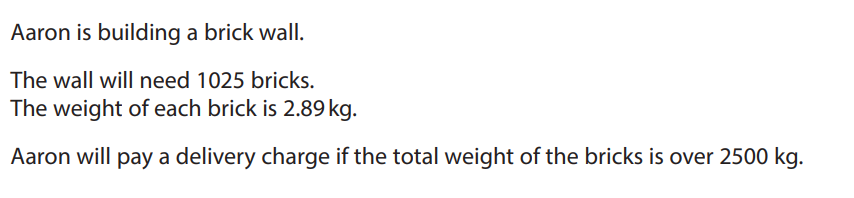 Aaron is building a brick wall.
The wall will need 1025 bricks.
The weight of each brick is 2.89 kg.
Aaron will pay a delivery charge if the total weight of the bricks is over 2500 kg.